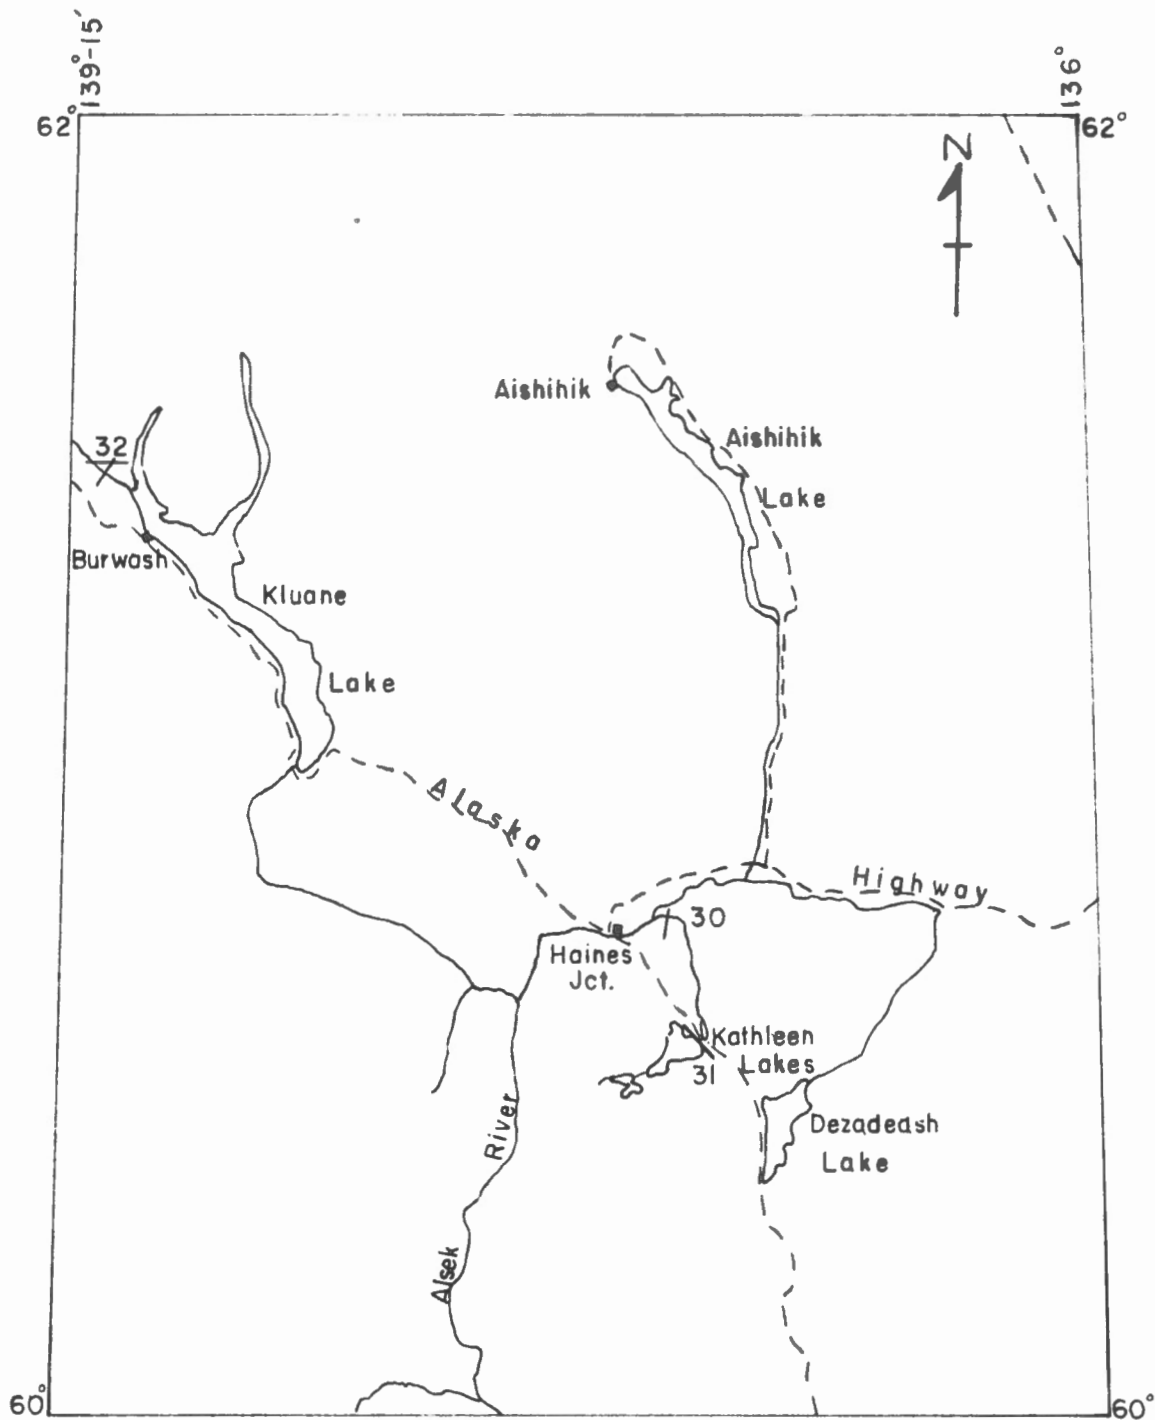 139°-15'
136°
62°
62°
N
Aishihik
Aishihik
Lake
32
Burwash
Kluane
Lake
Alaska
Highway
30
Haines
Jct.
Kathleen
Lakes
31
Dezadeash
Lake
River
Alsek
60°
60°